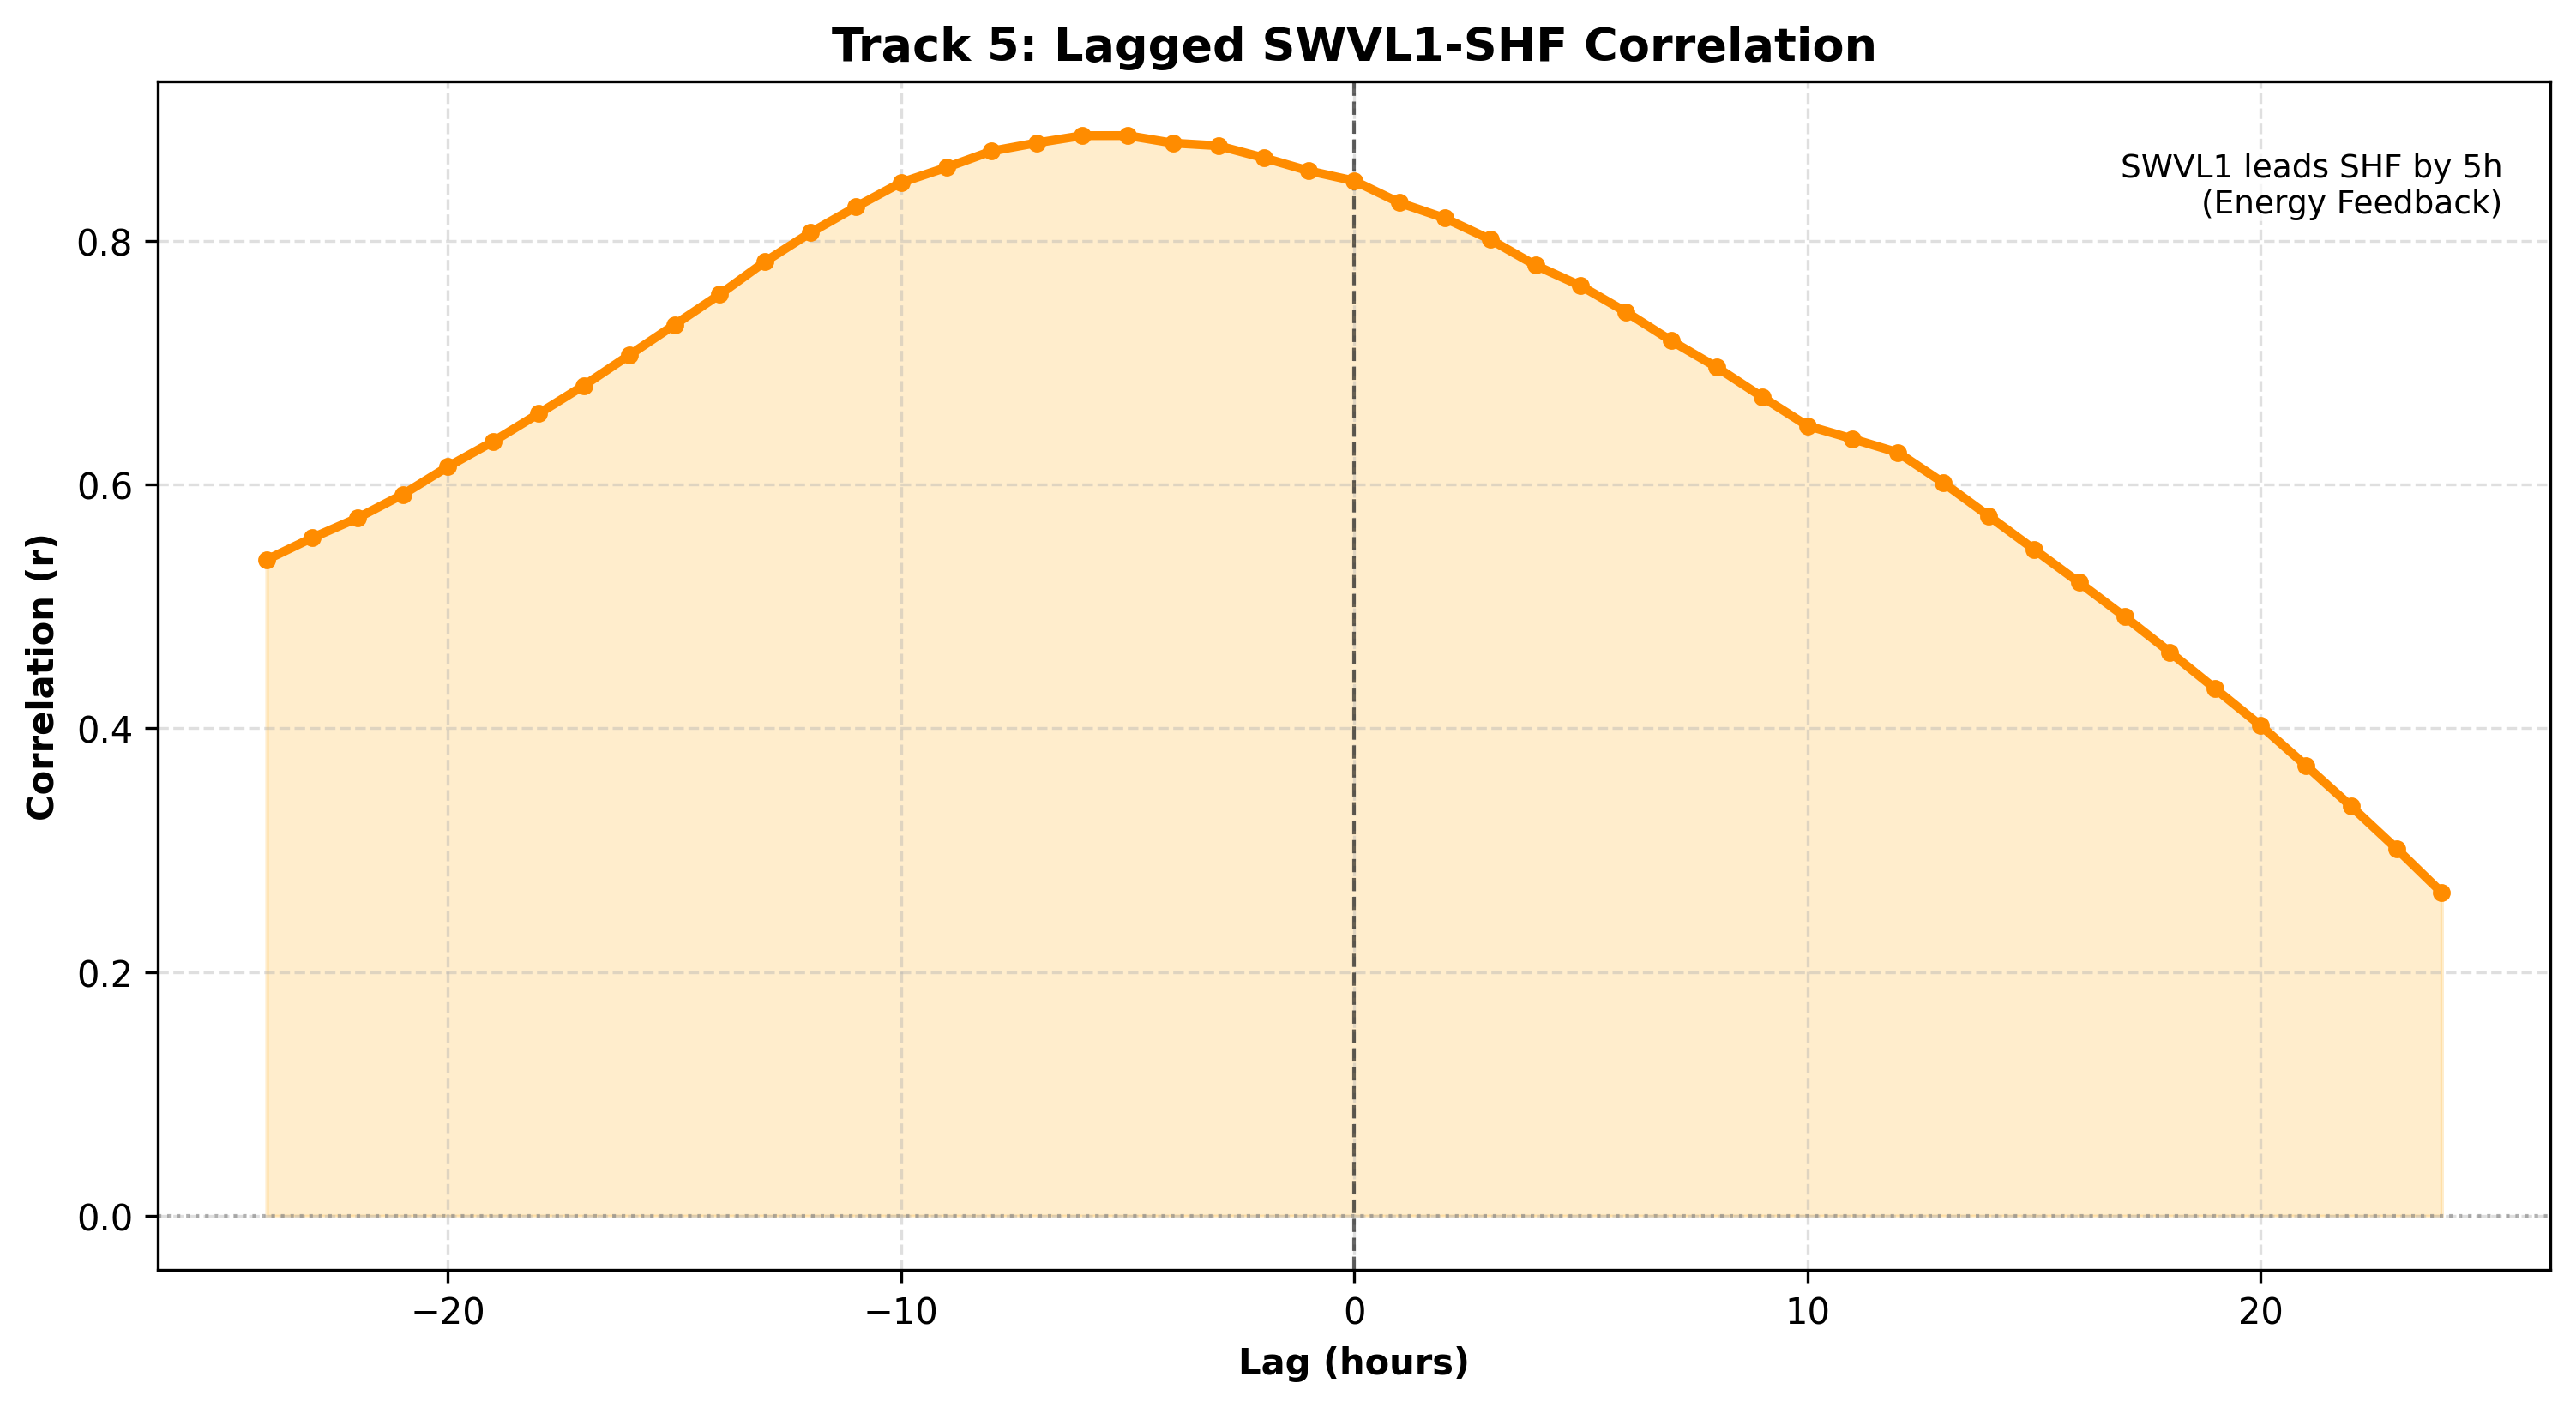 Track 5: Lagged SWVL1-SHF Correlation
SWVL1 leads SHF by 5h
(Energy Feedback)
Correlation (r)
0.8
0.6
0.4
0.2
0.0
−20
−10
0
10
20
Lag (hours)